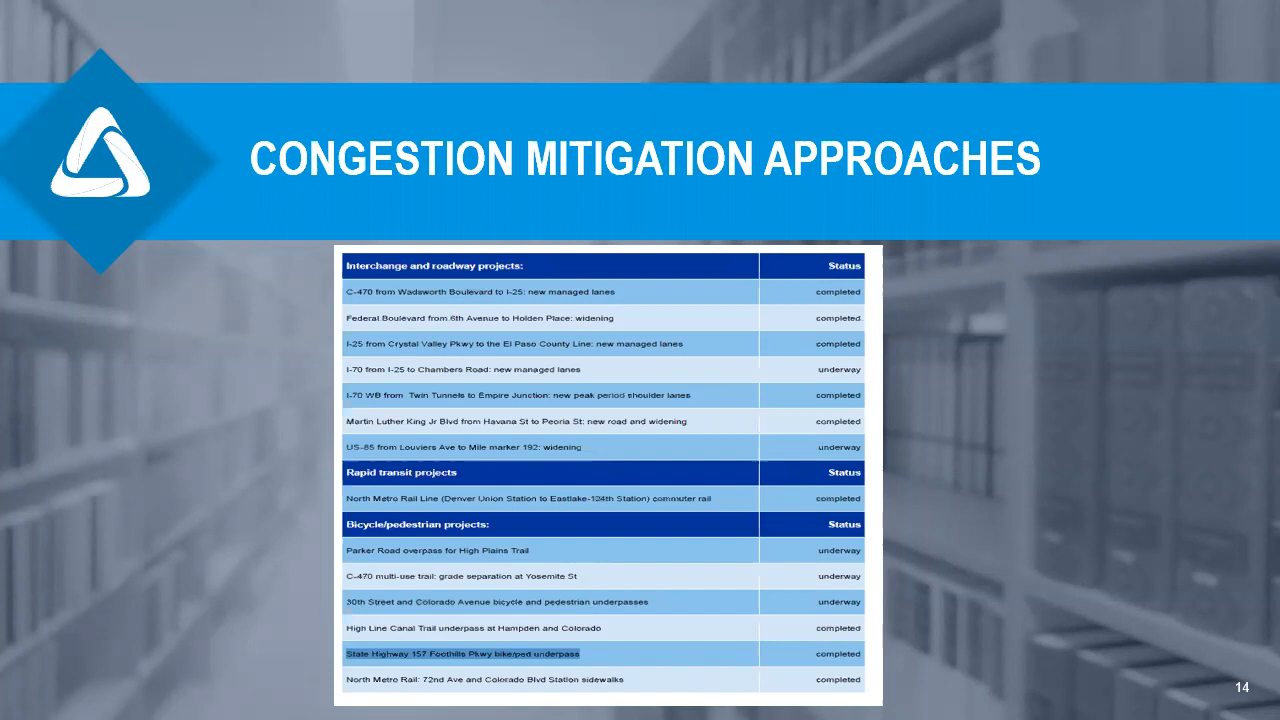 CONGESTION MITIGATION APPROACHES
Interchange and roadway projects: Status
C-470 from Wadsworth Boulevard to I-25: new managed lanes completed
Federal Boulevard from 6th Avenue to Holden Place: widening completed
I-25 from Crystal Valley Pkwy to the El Paso County Line: new managed lanes completed
I-70 from I-25 to Chambers Road: new managed lanes underway
I-70 WB from Twin Tunnels to Empire Junction: new peak period shoulder lanes completed
Martin Luther King Jr Blvd from Havana St to Peoria St: new road and widening completed
US-85 from Louviers Ave to Mile marker 192: widening underway
Rapid transit projects Status
North Metro Rail Line (Denver Union Station to Eastlake-124th Station) commuter rail completed
Bicycle/pedestrian projects: Status
Parker Road overpass for High Plains Trail underway
C-470 multi-use trail: grade separation at Yosemite St underway
30th Street and Colorado Avenue bicycle and pedestrian underpasses underway
High Line Canal Trail underpass at Hampden and Colorado completed
State Highway 157 Foothills Pkwy bike/ped underpass completed
North Metro Rail: 72nd Ave and Colorado Blvd Station sidewalks completed
14